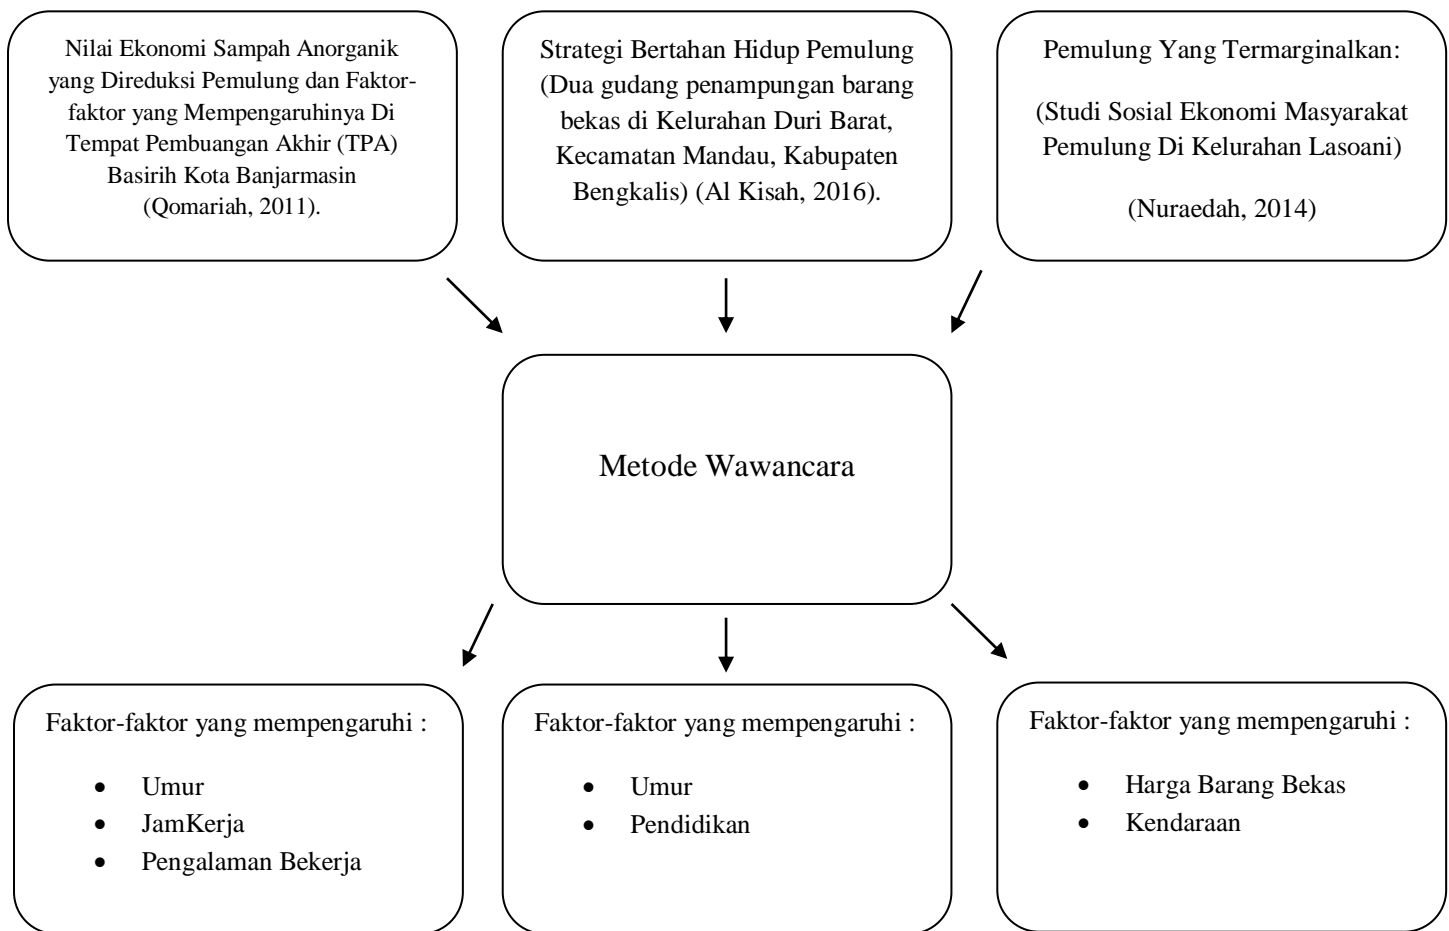 Nilai Ekonomi Sampah Anorganik
yang Direduksi Pemulung dan Faktor-
faktor yang Mempengaruhinya Di
Tempat Pembuangan Akhir (TPA)
Basirih Kota Banjarmasin
(Qomariah, 2011).
Strategi Bertahan Hidup Pemulung
(Dua gudang penampungan barang
bekas di Kelurahan Duri Barat,
Kecamatan Mandau, Kabupaten
Bengkalis) (Al Kisah, 2016).
Pemulung Yang Termarginalkan:
(Studi Sosial Ekonomi Masyarakat
Pemulung Di Kelurahan Lasoani)
(Nuraedah, 2014)
Metode Wawancara
Faktor-faktor yang mempengaruhi :
• Umur
• JamKerja
• Pengalaman Bekerja
Faktor-faktor yang mempengaruhi :
• Umur
• Pendidikan
Faktor-faktor yang mempengaruhi :
• Harga Barang Bekas
• Kendaraan